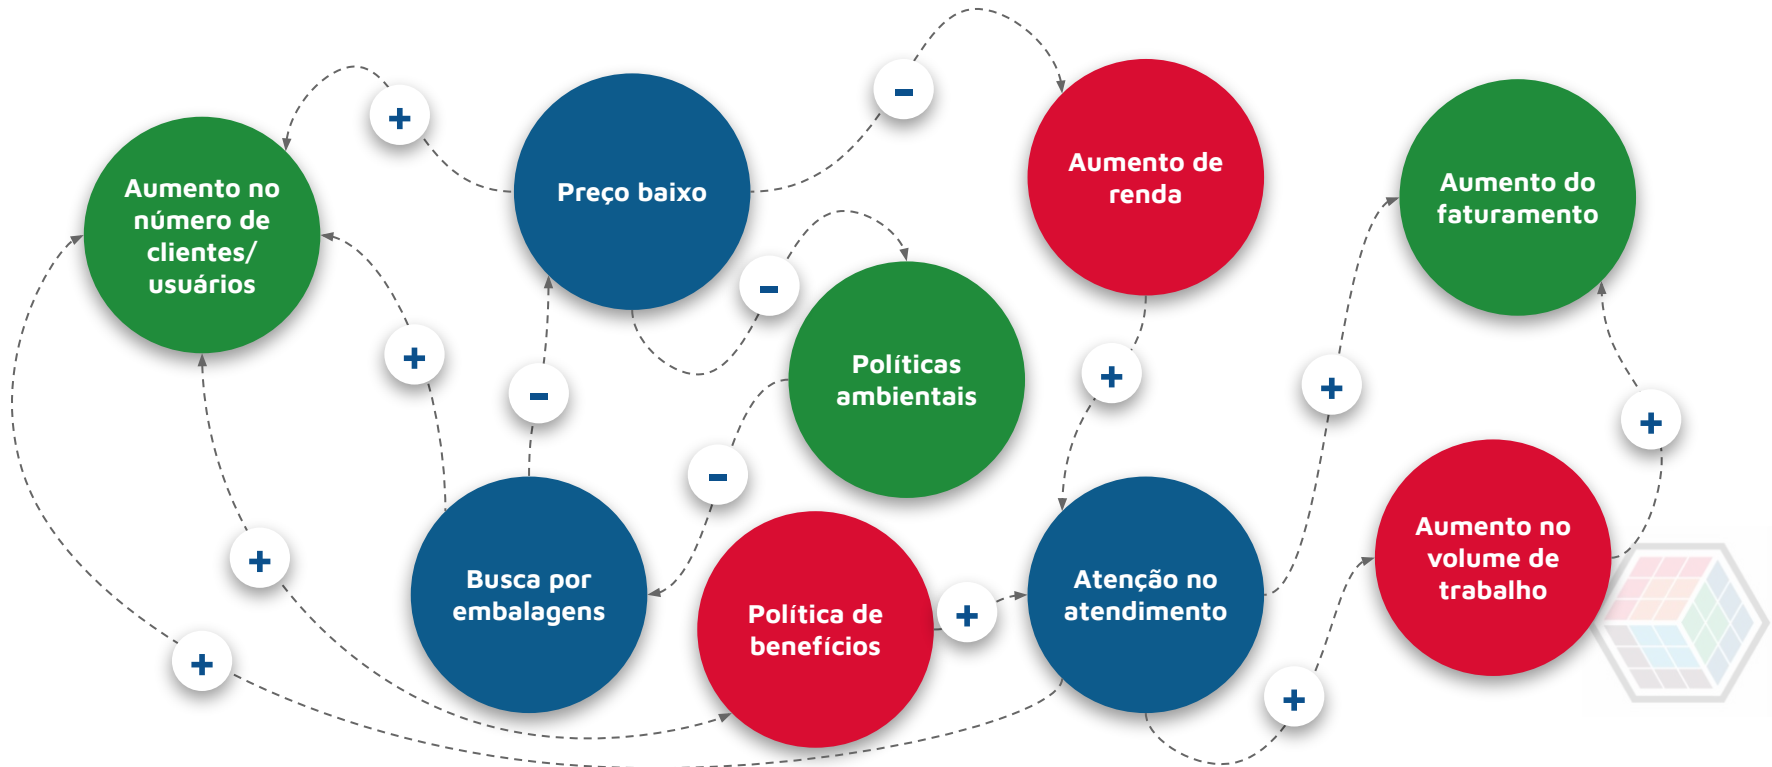 +
–
Aumento no
número de
clientes/
usuários
Preço baixo
Aumento de
renda
Aumento do
faturamento
–
Políticas
ambientais
+
–
+
+
+
–
Busca por
embalagens
Política de
benefícios
+
Atenção no
atendimento
Aumento no
volume de
trabalho
+
+
+